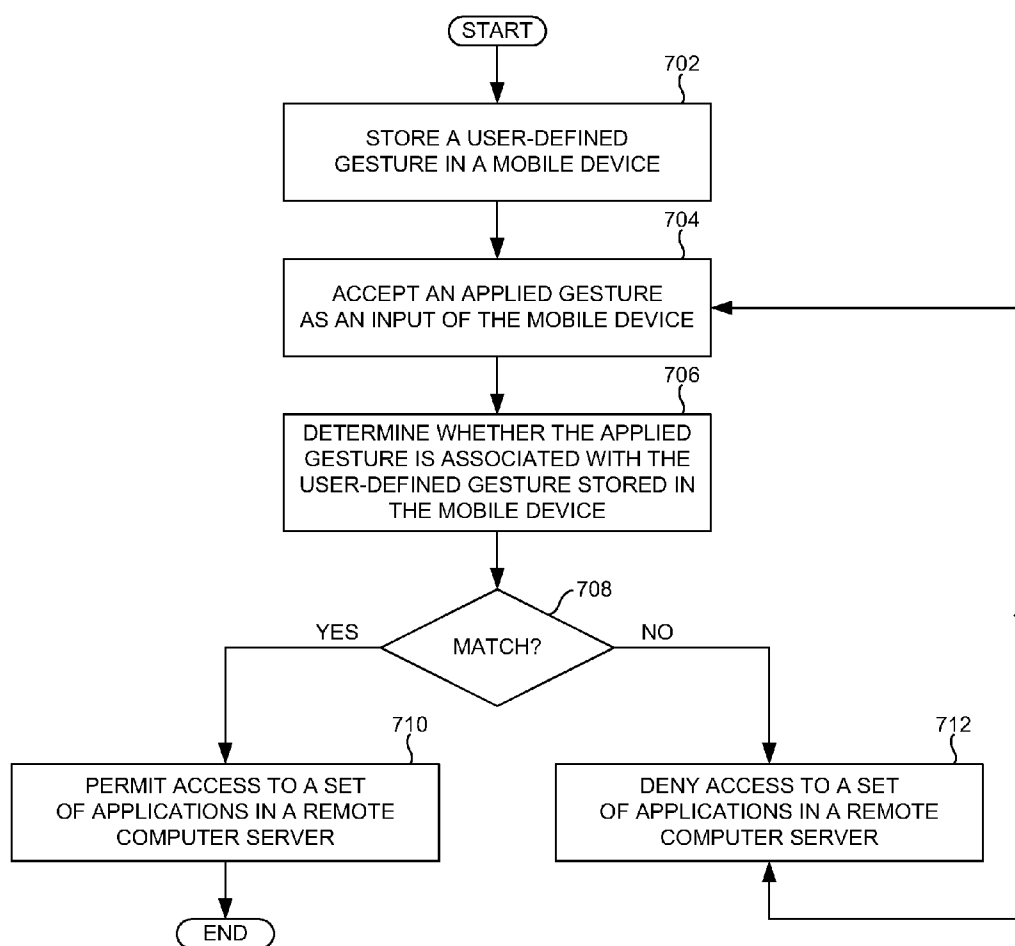 START
702
STORE A USER-DEFINED
GESTURE IN A MOBILE DEVICE
704
ACCEPT AN APPLIED GESTURE
AS AN INPUT OF THE MOBILE DEVICE
706
DETERMINE WHETHER THE APPLIED
GESTURE IS ASSOCIATED WITH THE
USER-DEFINED GESTURE STORED IN
THE MOBILE DEVICE
708
YES
MATCH?
NO
710
PERMIT ACCESS TO A SET
OF APPLICATIONS IN A REMOTE
COMPUTER SERVER
712
DENY ACCESS TO A SET
OF APPLICATIONS IN A REMOTE
COMPUTER SERVER
END